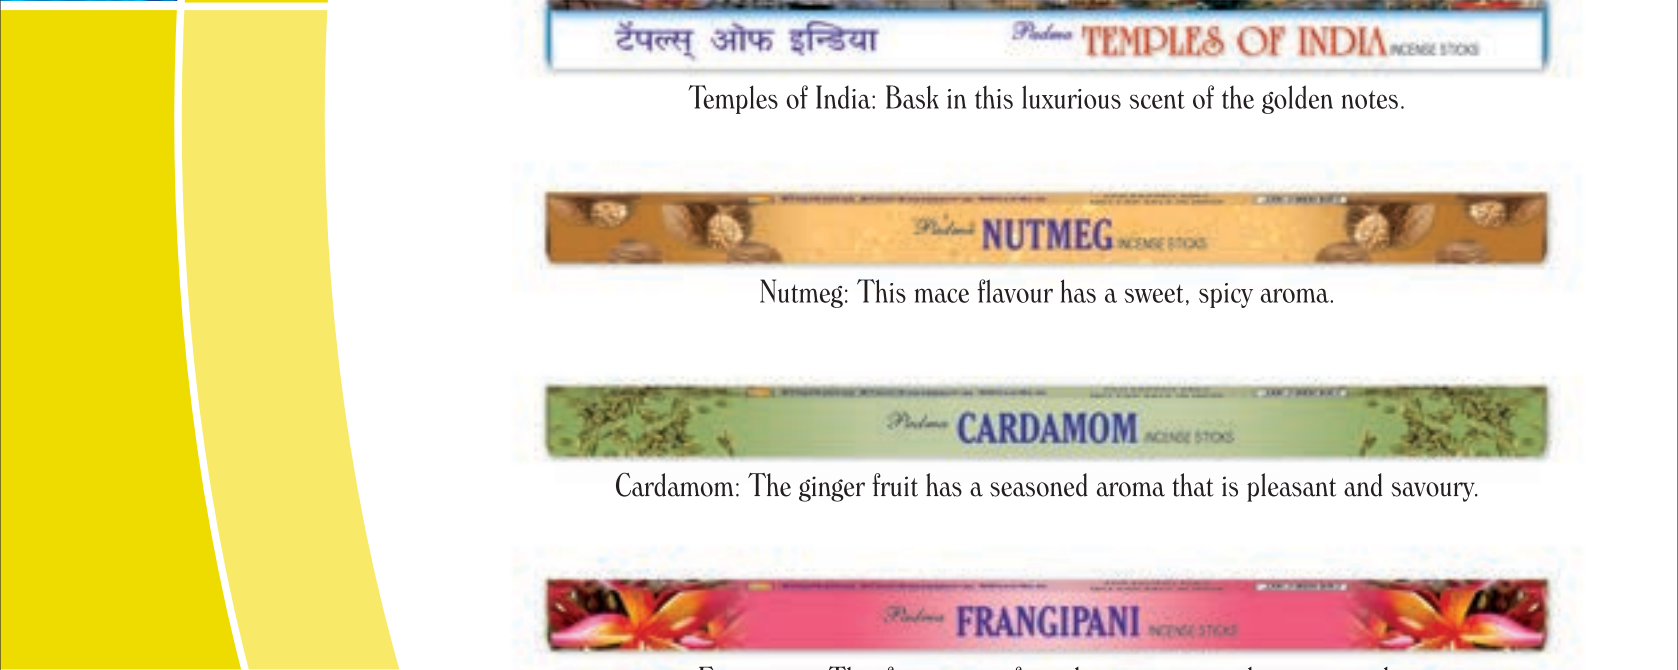 टॅपल्स् ऑफ इन्डिया Padma TEMPLES OF INDIA INCENSE STICKS
Temples of India: Bask in this luxurious scent of the golden notes.
Padma NUTMEG INCENSE STICKS
Nutmeg: This mace flavour has a sweet, spicy aroma.
Padma CARDAMOM INCENSE STICKS
Cardamom: The ginger fruit has a seasoned aroma that is pleasant and savoury.
Padma FRANGIPANI INCENSE STICKS